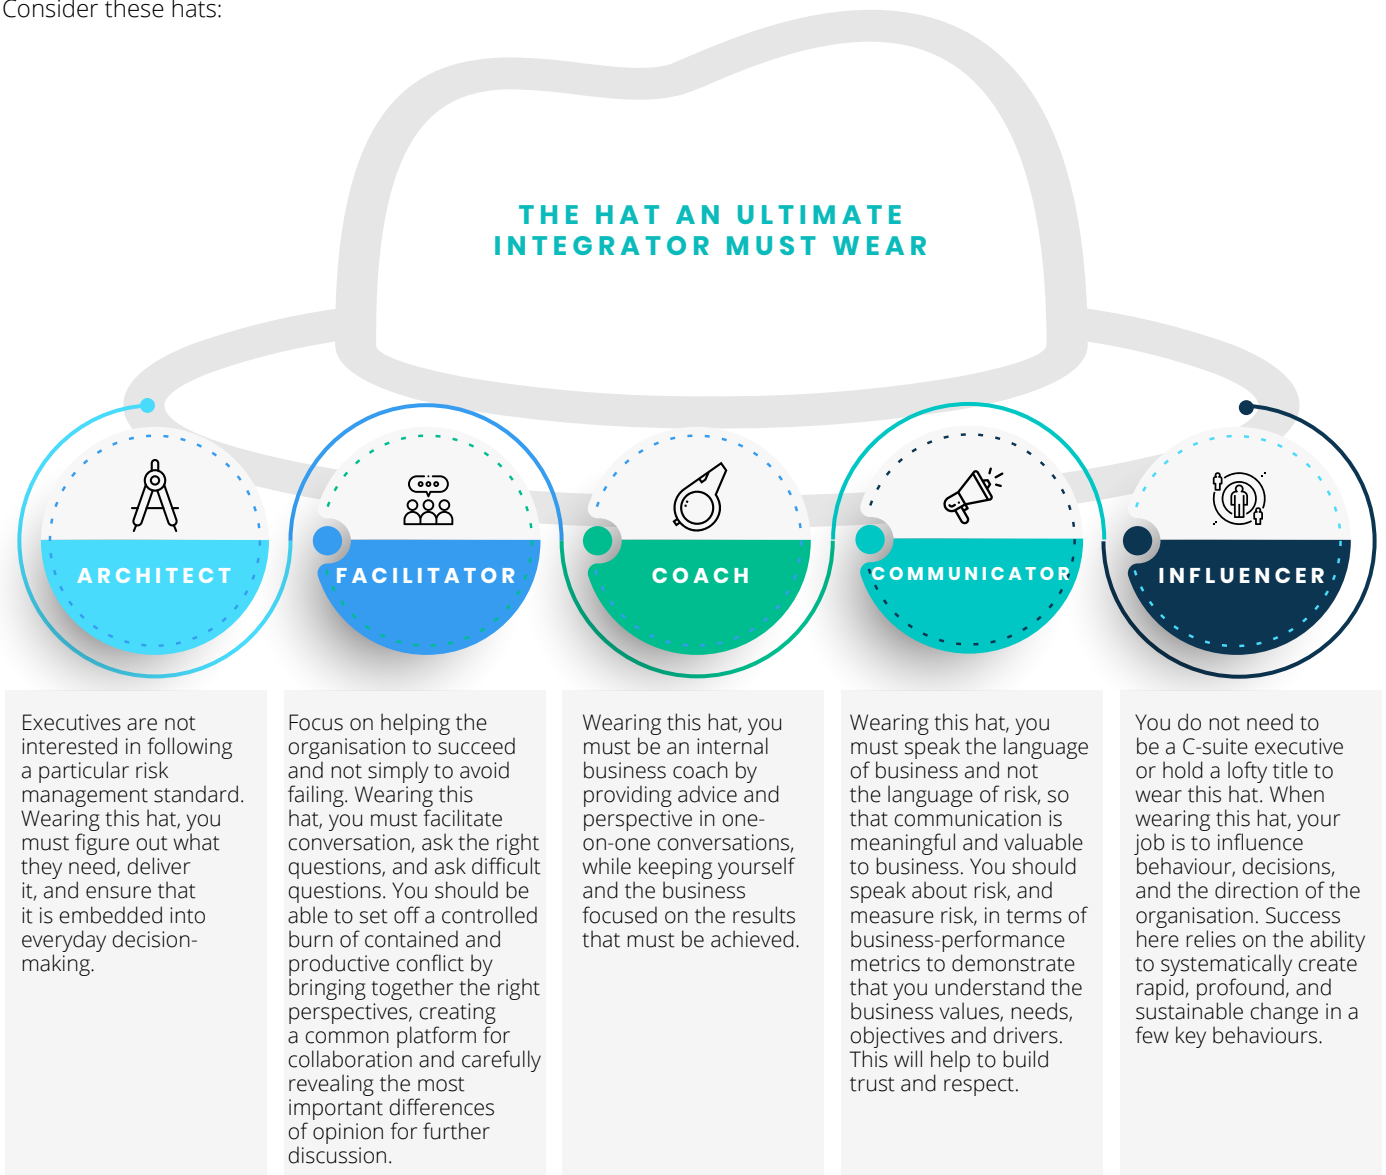 Consider these hats:
THE HAT AN ULTIMATE
INTEGRATOR MUST WEAR
ARCHITECT
FACILITATOR
COACH
COMMUNICATOR
INFLUENCER
Executives are not
interested in following
a particular risk
management standard.
Wearing this hat, you
must figure out what
they need, deliver
it, and ensure that
it is embedded into
everyday decision-
making.
Focus on helping the
organisation to succeed
and not simply to avoid
failing. Wearing this
hat, you must facilitate
conversation, ask the right
questions, and ask difficult
questions. You should be
able to set off a controlled
burn of contained and
productive conflict by
bringing together the right
perspectives, creating
a common platform for
collaboration and carefully
revealing the most
important differences
of opinion for further
discussion.
Wearing this hat, you
must be an internal
business coach by
providing advice and
perspective in one-
on-one conversations,
while keeping yourself
and the business
focused on the results
that must be achieved.
Wearing this hat, you
must speak the language
of business and not
the language of risk, so
that communication is
meaningful and valuable
to business. You should
speak about risk, and
measure risk, in terms of
business-performance
metrics to demonstrate
that you understand the
business values, needs,
objectives and drivers.
This will help to build
trust and respect.
You do not need to
be a C-suite executive
or hold a lofty title to
wear this hat. When
wearing this hat, your
job is to influence
behaviour, decisions,
and the direction of the
organisation. Success
here relies on the ability
to systematically create
rapid, profound, and
sustainable change in a
few key behaviours.